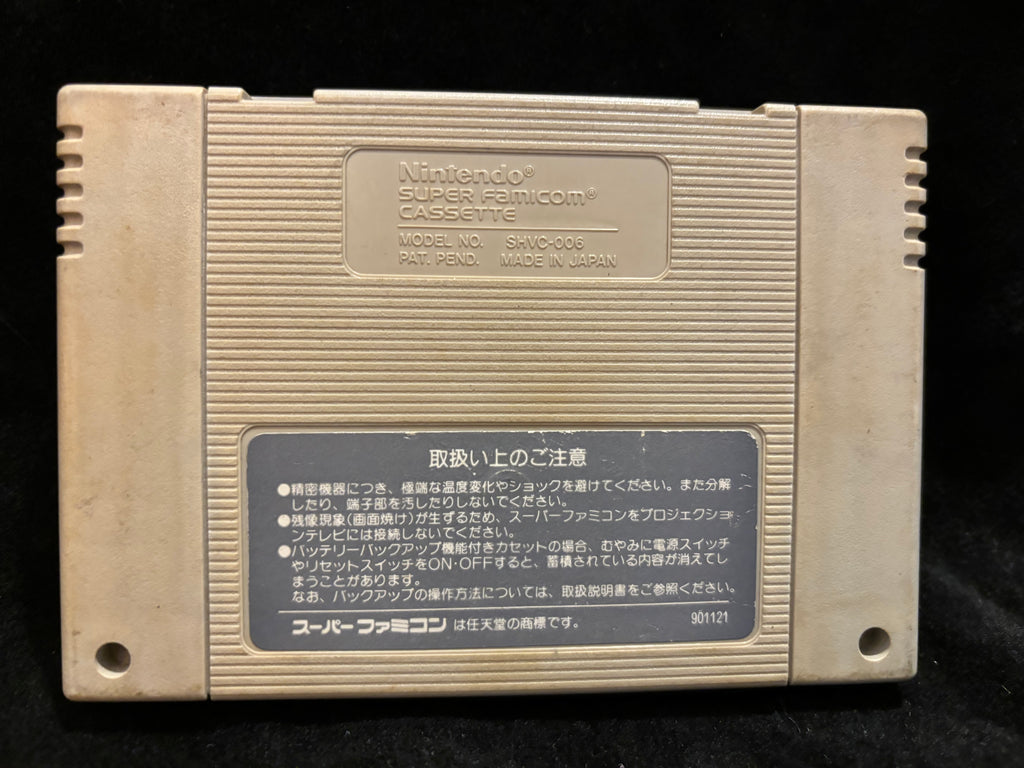 Nintendo®
SUPER FAMICOM®
CASSETTE
MODEL NO. SHVC-006
PAT. PEND. MADE IN JAPAN
取扱い上のご注意
●精密機器につき、極端な温度変化やショックを避けてください。また分解
したり、端子部を汚したりしないでください。
●残像現象(画面焼け)が生ずるため、スーパーファミコンをプロジェクショ
ンテレビには接続しないでください。
●バッテリーバックアップ機能付きカセットの場合、むやみに電源スイッチ
やリセットスイッチをON・OFFすると、蓄積されている内容が消えてし
まうことがあります。
なお、バックアップの操作方法については、取扱説明書をご参照ください。
スーパーファミコン は任天堂の商標です。 901121